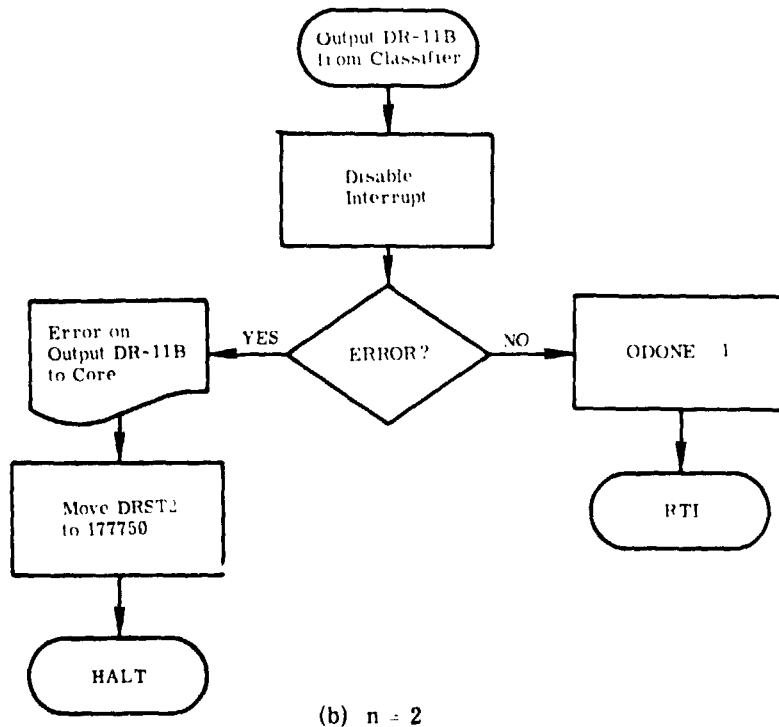 Output DR-11B
from Classifier
Disable
Interrupt
ERROR?
YES
NO
Error on
Output DR-11B
to Core
ODONE 1
Move DRST2
to 177750
RTI
HALT
(b) n = 2